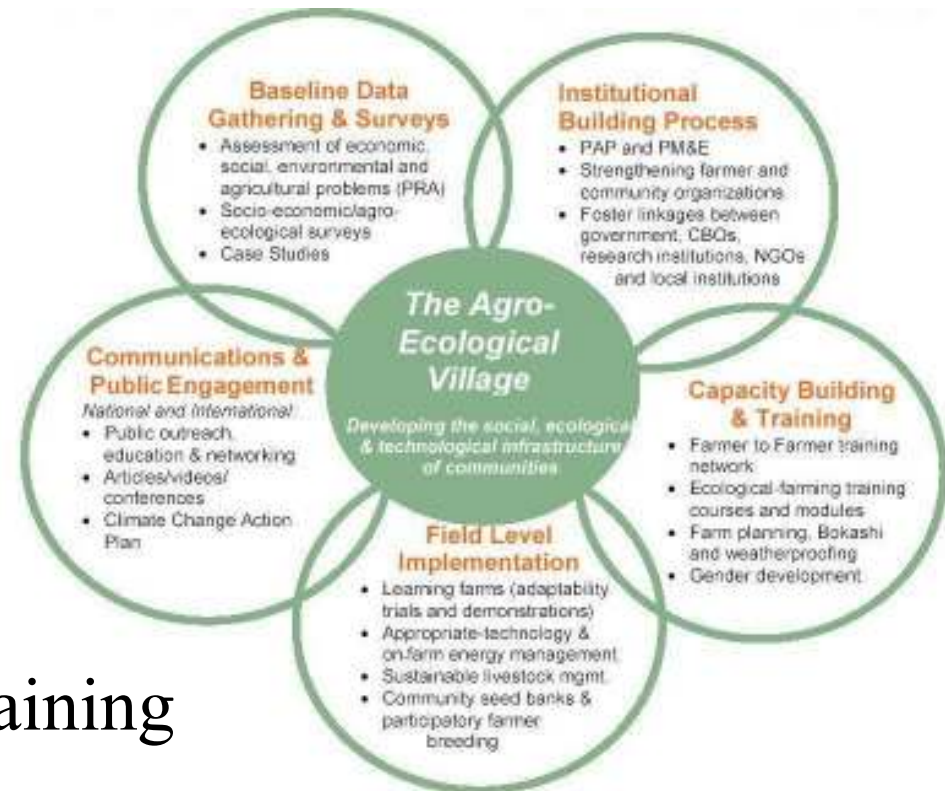 Baseline Data
Gathering & Surveys
• Assessment of economic,
social, environmental and
agricultural problems (PRA)
• Socio-economic/agro-
ecological surveys
• Case Studies
Institutional
Building Process
• PAP and PM&E
• Strengthening farmer and
community organizations
• Foster linkages between
government, CBOs,
research institutions, NGOs
and local institutions
The Agro-
Ecological
Village
Developing the social, ecological
& technological infrastructure
of communities
Communications &
Public Engagement
National and International:
• Public outreach,
education & networking
• Articles/videos/
conferences
• Climate Change Action
Plan
Capacity Building
& Training
• Farmer to Farmer training
network
• Ecological-farming training
courses and modules
• Farm planning, Bokashi
and weatherproofing
• Gender development
Field Level
Implementation
• Learning farms (adaptability
trials and demonstrations)
• Appropriate-technology &
on-farm energy management
• Sustainable livestock mgmt.
• Community seed banks &
participatory farmer
breeding
aining